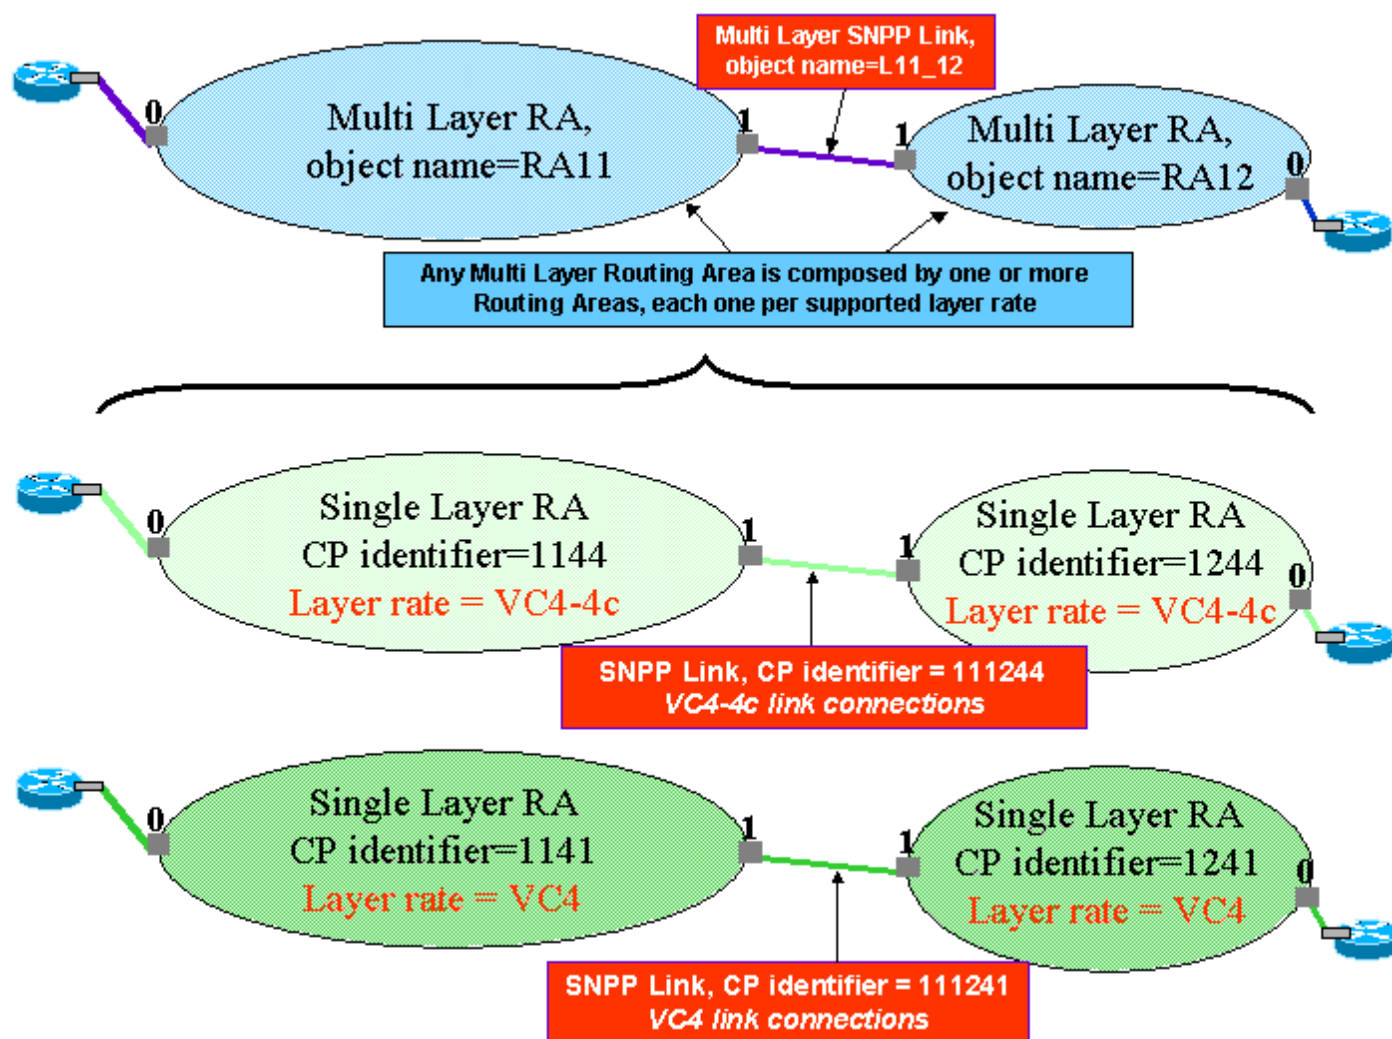 Multi Layer SNPP Link,
object name=L11_12
0
Multi Layer RA,
object name=RA11
1
1
Multi Layer RA,
object name=RA12
0
Any Multi Layer Routing Area is composed by one or more
Routing Areas, each one per supported layer rate
0
Single Layer RA
CP identifier=1144
Layer rate = VC4-4c
1
1
Single Layer RA
CP identifier=1244
Layer rate = VC4-4c
0
SNPP Link, CP identifier = 111244
VC4-4c link connections
0
Single Layer RA
CP identifier=1141
Layer rate = VC4
1
1
Single Layer RA
CP identifier=1241
Layer rate = VC4
0
SNPP Link, CP identifier = 111241
VC4 link connections